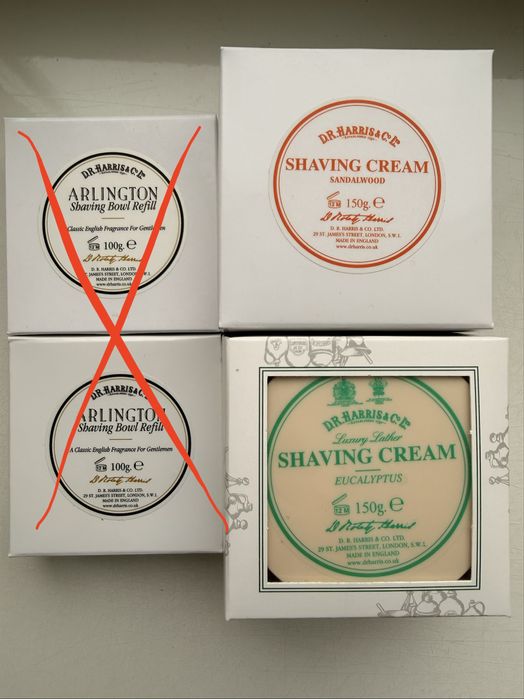 D.R. HARRIS & Co. Ltd.
ARLINGTON
Shaving Bowl Refill
Classic English Fragrance For Gentlemen
12 M 100g. ℮
D. R. HARRIS & CO. LTD.
ST. JAMES'S STREET, LONDON, S.W.1.
MADE IN ENGLAND
www.drharris.co.uk
D.R. HARRIS & Co. Ltd.
SHAVING CREAM
SANDALWOOD
12 M 150g. ℮
D. R. HARRIS & CO. LTD.
29 ST. JAMES'S STREET, LONDON, S.W.1.
MADE IN ENGLAND
www.drharris.co.uk
D.R. HARRIS & Co. Ltd.
ARLINGTON
Shaving Bowl Refill
A Classic English Fragrance For Gentlemen
12 M 100g. ℮
D. R. HARRIS & CO. LTD.
29 ST. JAMES'S STREET, LONDON, S.W.1.
MADE IN ENGLAND
www.drharris.co.uk
D.R. HARRIS & Co. Ltd.
Luxury Lather
SHAVING CREAM
EUCALYPTUS
12 M 150g. ℮
D. R. HARRIS & CO. LTD.
29 ST. JAMES'S STREET, LONDON, S.W.1.
MADE IN ENGLAND
www.drharris.co.uk